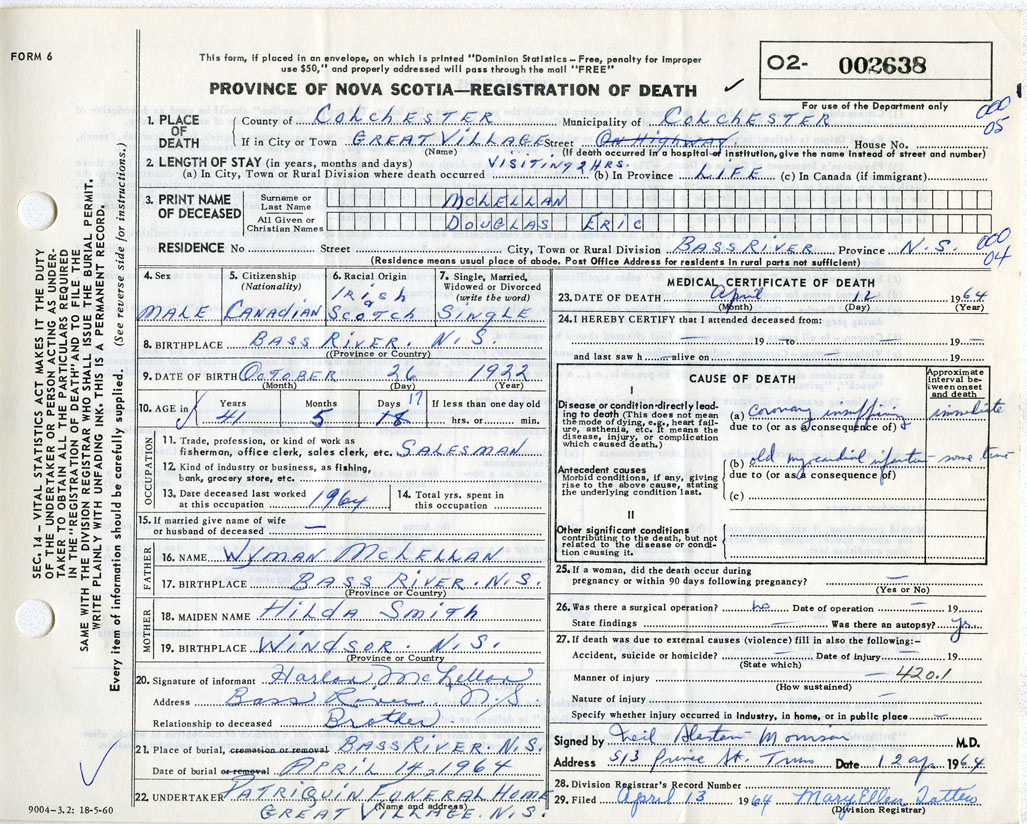 FORM 6
This form, if placed in an envelope, on which is printed "Dominion Statistics – Free, penalty for improper
use $50," and properly addressed will pass through the mail "FREE"
PROVINCE OF NOVA SCOTIA—REGISTRATION OF DEATH ✓
O2- 002638
For use of the Department only
000
05
1. PLACE OF DEATH
County of COLCHESTER Municipality of COLCHESTER
If in City or Town GREAT VILLAGE Street On Highway House No.
(Name) (If death occurred in a hospital or institution, give the name instead of street and number)
2. LENGTH OF STAY (in years, months and days) VISITING 2 HRS.
(a) In City, Town or Rural Division where death occurred (b) In Province LIFE (c) In Canada (if immigrant)
3. PRINT NAME OF DECEASED
Surname or Last Name McLELLAN
All Given or Christian Names DOUGLAS ERIC
RESIDENCE No Street City, Town or Rural Division BASS RIVER Province N.S.
000
04
(Residence means usual place of abode. Post Office Address for residents in rural parts not sufficient)
4. Sex
MALE
5. Citizenship
(Nationality)
CANADIAN
6. Racial Origin
Irish
&
Scotch
7. Single, Married,
Widowed or Divorced
(write the word)
SINGLE
8. BIRTHPLACE BASS RIVER. N.S.
((Province or Country)
9. DATE OF BIRTH OCTOBER 26 1922
(Month) (Day) (Year)
10. AGE in Years Months Days If less than one day old
41 5 18 17 hrs. or min.
OCCUPATION
11. Trade, profession, or kind of work as
fisherman, office clerk, sales clerk, etc. SALESMAN
12. Kind of industry or business, as fishing,
bank, grocery store, etc.
13. Date deceased last worked
at this occupation 1964
14. Total yrs. spent in
this occupation
15. If married give name of wife
or husband of deceased —
FATHER
16. NAME WYMAN McLELLAN
17. BIRTHPLACE BASS RIVER. N.S.
(Province or Country)
MOTHER
18. MAIDEN NAME HILDA SMITH
19. BIRTHPLACE WINDSOR. N.S.
(Province or Country)
20. Signature of informant Harlan McLellan
Address Bass River N.S.
Relationship to deceased Brother
21. Place of burial, cremation or removal BASS RIVER. N.S.
Date of burial or removal APRIL 14, 1964
22. UNDERTAKER PATRIQUIN FUNERAL HOME
(Name and address)
GREAT VILLAGE. N.S.
MEDICAL CERTIFICATE OF DEATH
23. DATE OF DEATH April 12 1964
(Month) (Day) (Year)
24. I HEREBY CERTIFY that I attended deceased from:
— 19 — to — 19 —
and last saw h — alive on — 19
CAUSE OF DEATH
Approximate
interval be-
tween onset
and death
I
Disease or condition directly lead-
ing to death (This does not mean
the mode of dying, e.g., heart fail-
ure, asthenia, etc. It means the
disease, injury, or complication
which caused death.)
(a) coronary insufficiency immediate
due to (or as a consequence of)
Antecedent causes
Morbid conditions, if any, giving
rise to the above cause, stating
the underlying condition last.
(b) old myocardial infarction - some time
due to (or as a consequence of)
(c)
II
Other significant conditions
contributing to the death, but not
related to the disease or condi-
tion causing it.
25. If a woman, did the death occur during
pregnancy or within 90 days following pregnancy? —
(Yes or No)
26. Was there a surgical operation? no Date of operation — 19
State findings — Was there an autopsy? yes
27. If death was due to external causes (violence) fill in also the following:–
Accident, suicide or homicide? — Date of injury — 19
(State which)
Manner of injury — 420.1
(How sustained)
Nature of injury —
Specify whether injury occurred in industry, in home, or in public place —
Signed by Neil Morrison M.D.
Address 513 Prince St. Truro Date 12 Apr 1964
28. Division Registrar's Record Number
29. Filed April 13 1964 Mary Ellen
(Division Registrar)
SEC. 14 – VITAL STATISTICS ACT MAKES IT THE DUTY
OF THE UNDERTAKER OR PERSON ACTING AS UNDER-
TAKER TO OBTAIN ALL THE PARTICULARS REQUIRED
IN THE "REGISTRATION OF DEATH" AND TO FILE THE
SAME WITH THE DIVISION REGISTRAR WHO SHALL ISSUE THE BURIAL PERMIT.
WRITE PLAINLY WITH UNFADING INK. THIS IS A PERMANENT RECORD.
Every item of information should be carefully supplied. (See reverse side for instructions.)
9004–3.2: 18-5-60